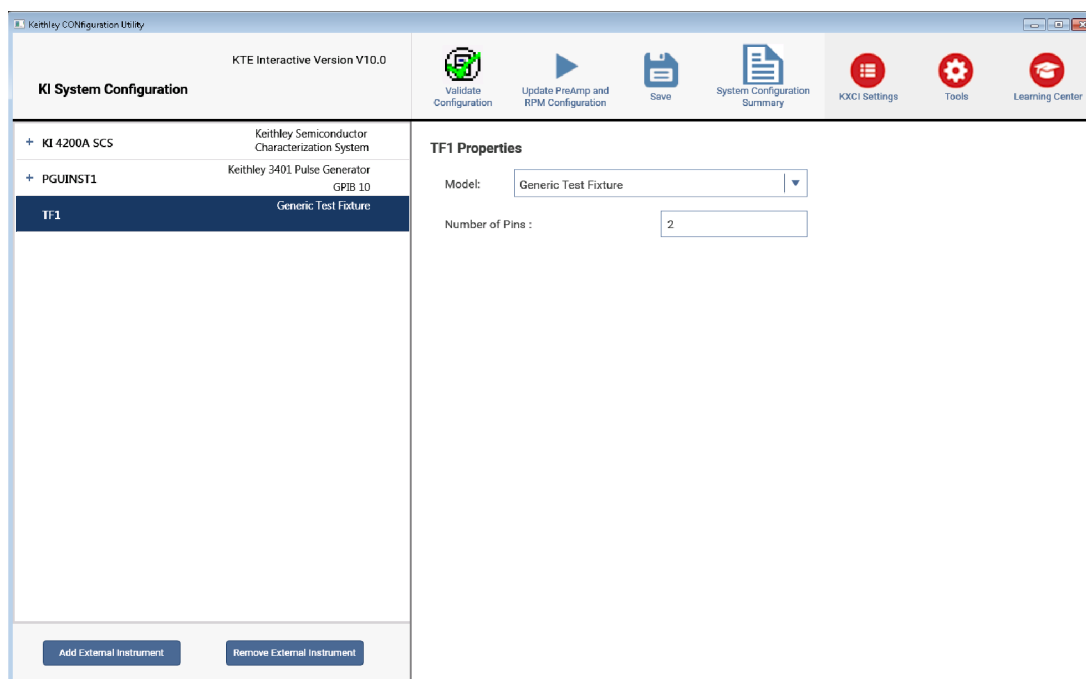 Keithley CONfiguration Utility
KTE Interactive Version V10.0
KI System Configuration
Validate
Configuration
Update PreAmp and
RPM Configuration
Save
System Configuration
Summary
KXCI Settings
Tools
Learning Center
+ KI 4200A SCS
Keithley Semiconductor
Characterization System
+ PGUINST1
Keithley 3401 Pulse Generator
GPIB 10
TF1
Generic Test Fixture
TF1 Properties
Model:
Generic Test Fixture
Number of Pins :
2
Add External Instrument
Remove External Instrument